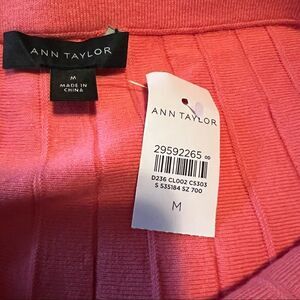 ANN TAYLOR
M
MADE IN
CHINA
ANN TAYLOR
29592265 00
D236 CL002 CS303
S 535184 SZ 700
M